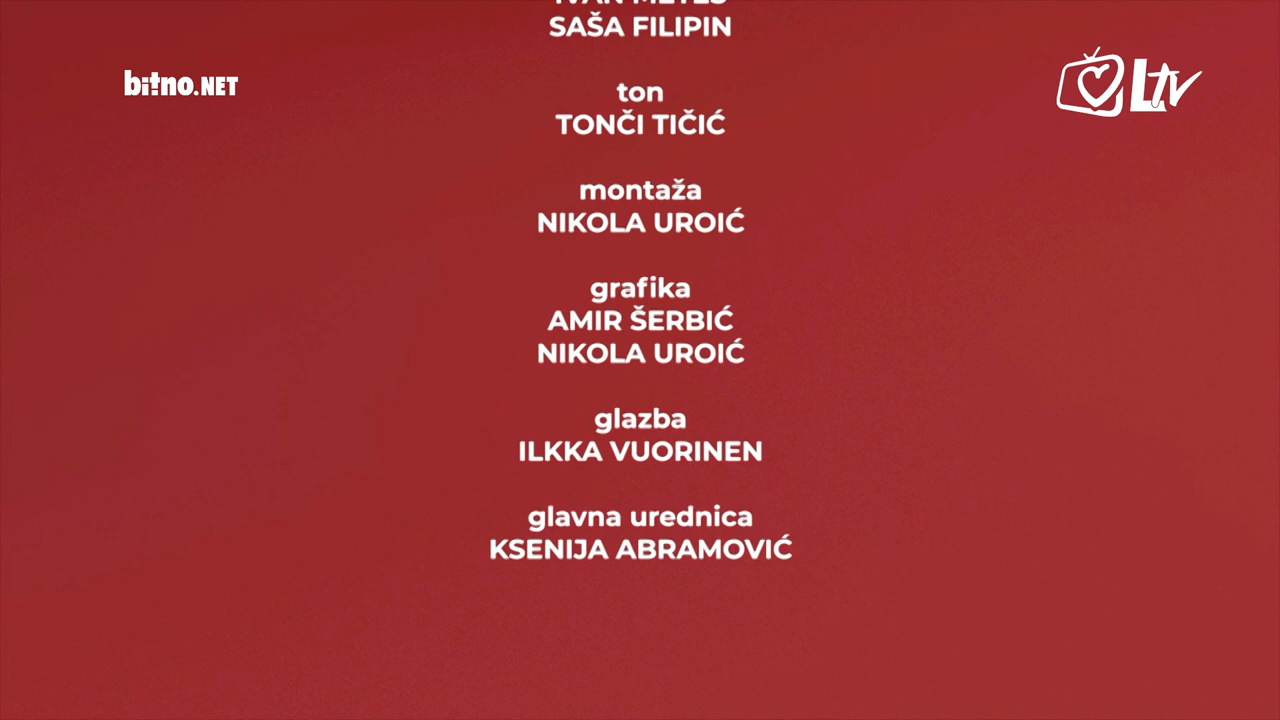 SAŠA FILIPIN
bitno.NET
LTV
ton
TONČI TIČIĆ
montaža
NIKOLA UROIĆ
grafika
AMIR ŠERBIĆ
NIKOLA UROIĆ
glazba
ILKKA VUORINEN
glavna urednica
KSENIJA ABRAMOVIĆ